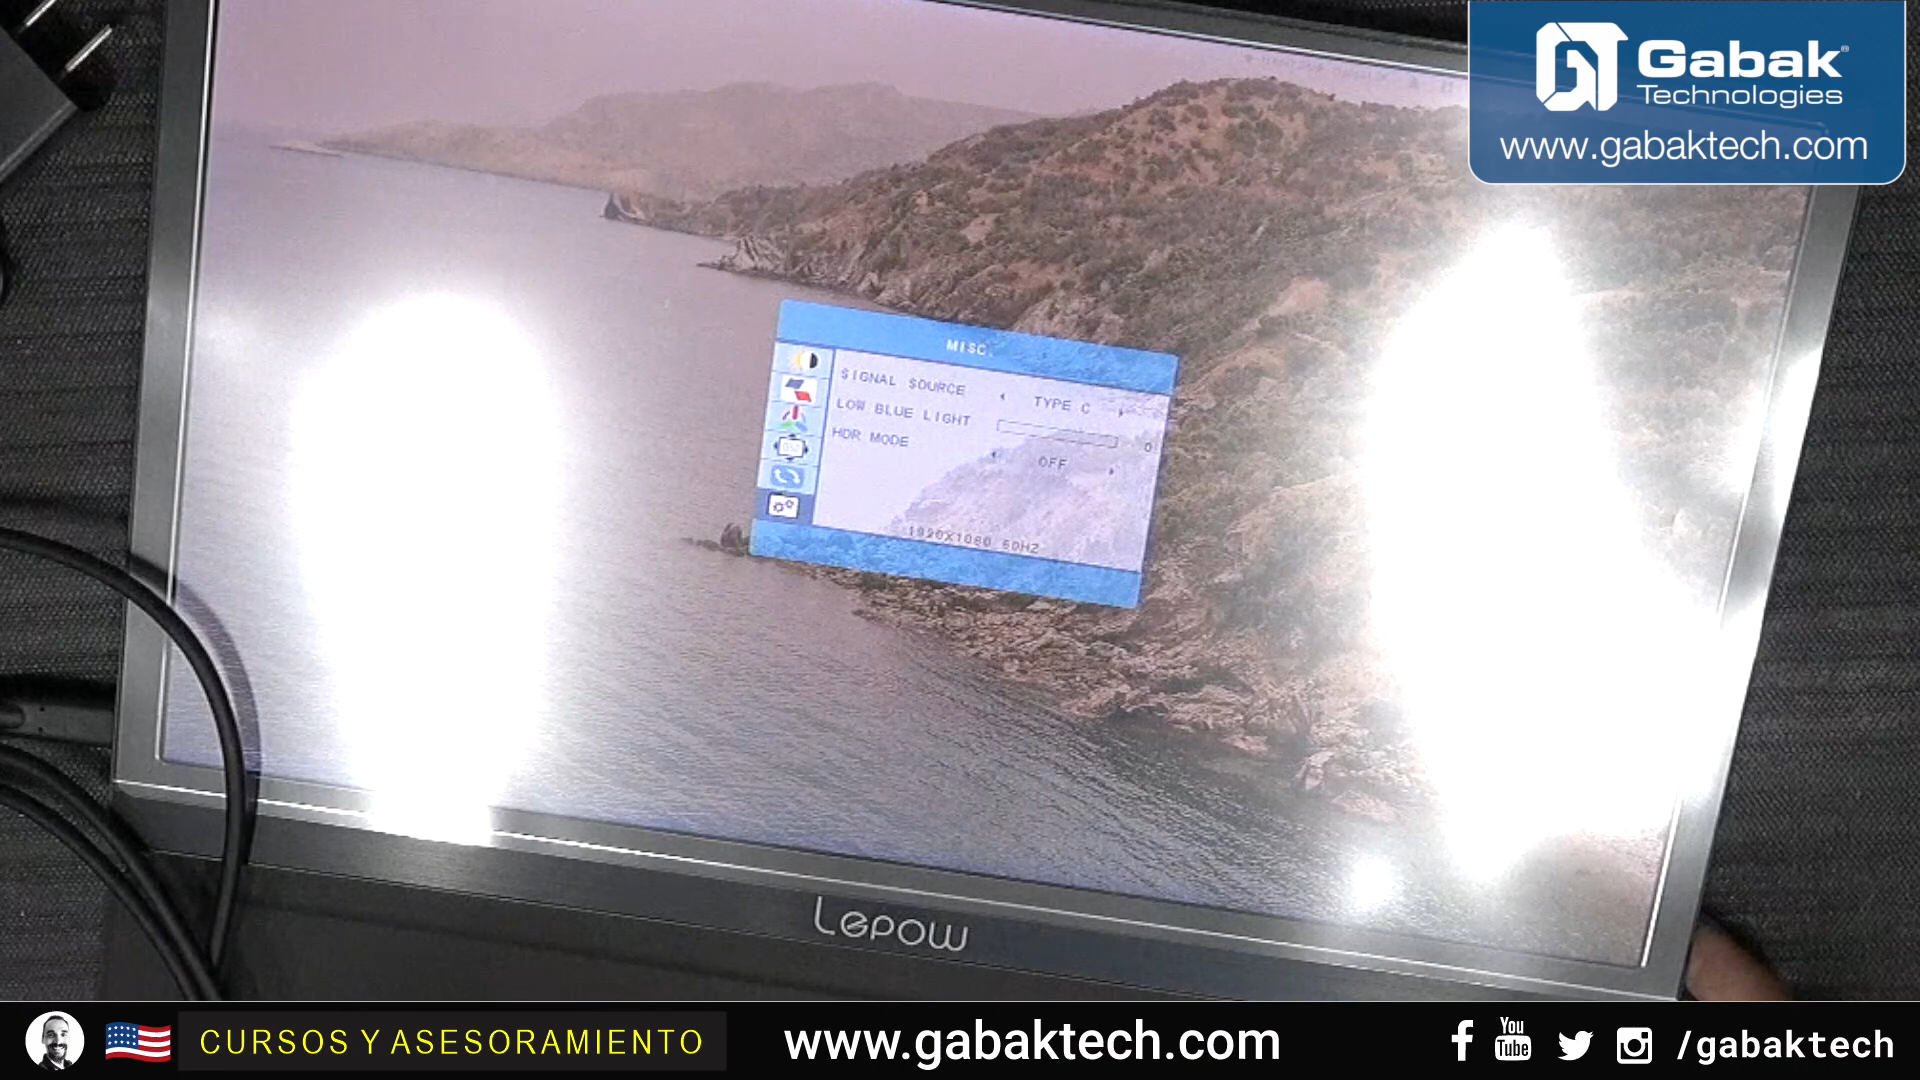 Gabak®
Technologies
www.gabaktech.com
MISC.
SIGNAL SOURCE TYPE C
LOW BLUE LIGHT 0
HDR MODE OFF
1920X1080 60HZ
Lepow
CURSOS Y ASESORAMIENTO
www.gabaktech.com
You
Tube
/gabaktech